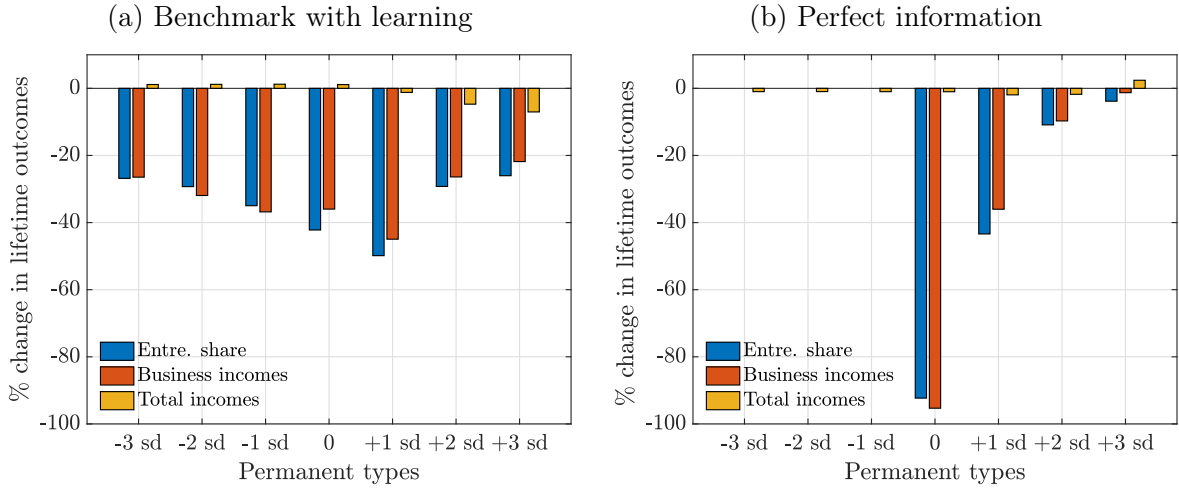 (a) Benchmark with learning
% change in lifetime outcomes
0
-20
-40
-60
-80
-100
Entre. share
Business incomes
Total incomes
-3 sd -2 sd -1 sd 0 +1 sd +2 sd +3 sd
Permanent types
(b) Perfect information
% change in lifetime outcomes
0
-20
-40
-60
-80
-100
Entre. share
Business incomes
Total incomes
-3 sd -2 sd -1 sd 0 +1 sd +2 sd +3 sd
Permanent types